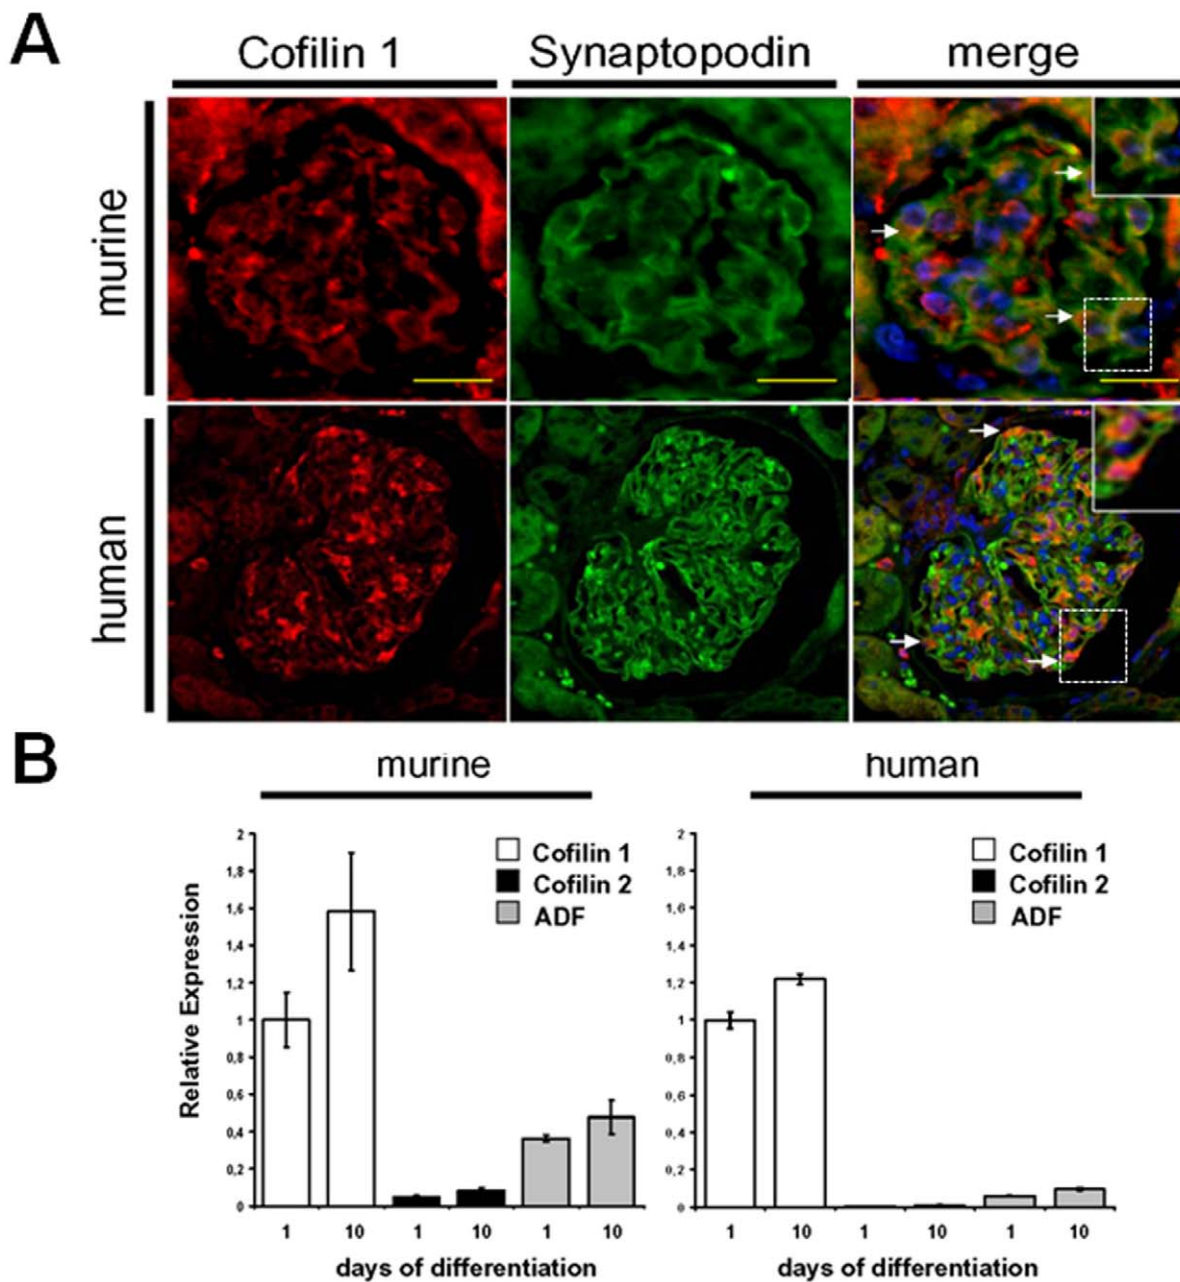 A
Cofilin 1 Synaptopodin merge
murine
human
B
murine human
2
1,8
1,6
1,4
1,2
1
0,8
0,6
0,4
0,2
0
Relative Expression
Cofilin 1
Cofilin 2
ADF
1 10 1 10 1 10
days of differentiation
2
1,8
1,6
1,4
1,2
1
0,8
0,6
0,4
0,2
0
Cofilin 1
Cofilin 2
ADF
1 10 1 10 1 10
days of differentiation